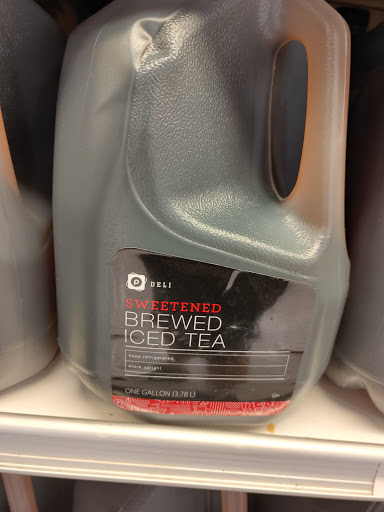 P DELI
SWEETENED
BREWED
ICED TEA
keep refrigerated
store upright
ONE GALLON (3.78 L)